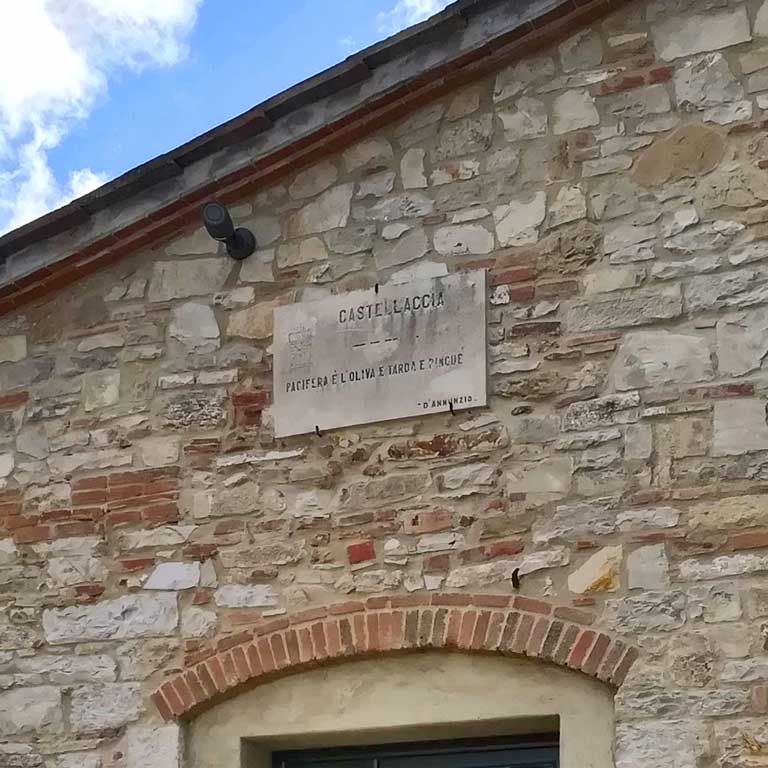 CASTELLACCIA
PACIFERA È L'OLIVA E TARDA E PINGUE
-D'ANNUNZIO-